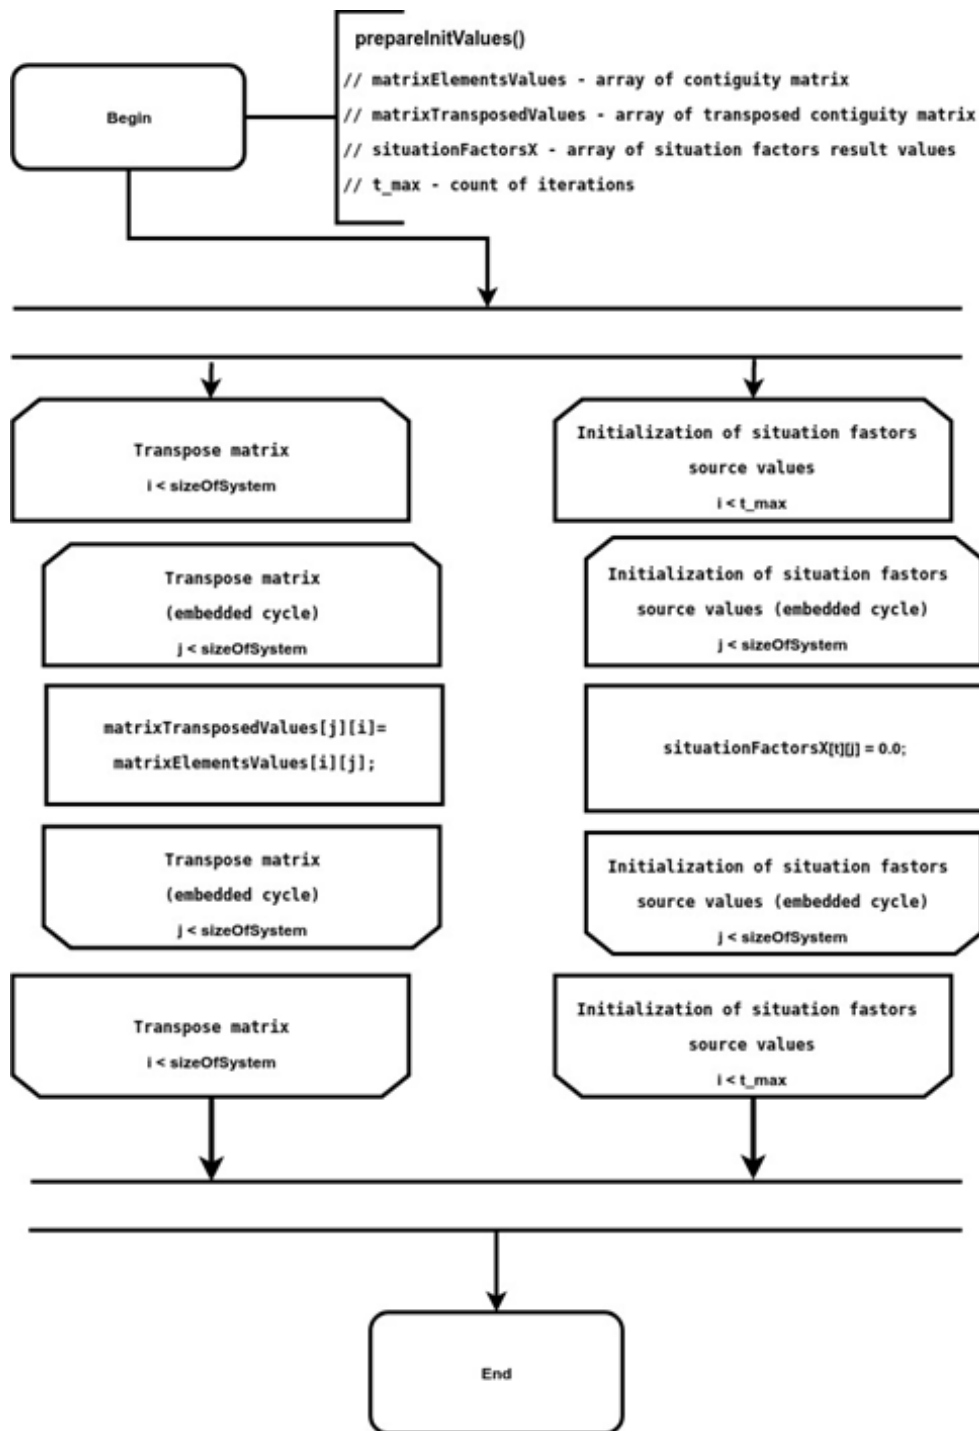 prepareInitValues()
// matrixElementsValues - array of contiguity matrix
// matrixTransposedValues - array of transposed contiguity matrix
// situationFactorsX - array of situation factors result values
// t_max - count of iterations
Begin
Transpose matrix
i < sizeOfSystem
Transpose matrix
(embedded cycle)
j < sizeOfSystem
matrixTransposedValues[j][i]=
matrixElementsValues[i][j];
Transpose matrix
(embedded cycle)
j < sizeOfSystem
Transpose matrix
i < sizeOfSystem
Initialization of situation fastors
source values
i < t_max
Initialization of situation fastors
source values (embedded cycle)
j < sizeOfSystem
situationFactorsX[t][j] = 0.0;
Initialization of situation fastors
source values (embedded cycle)
j < sizeOfSystem
Initialization of situation fastors
source values
i < t_max
End